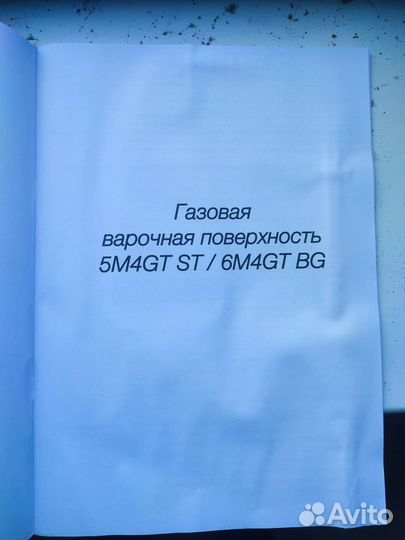 Газовая
варочная поверхность
5M4GT ST / 6M4GT BG
Avito